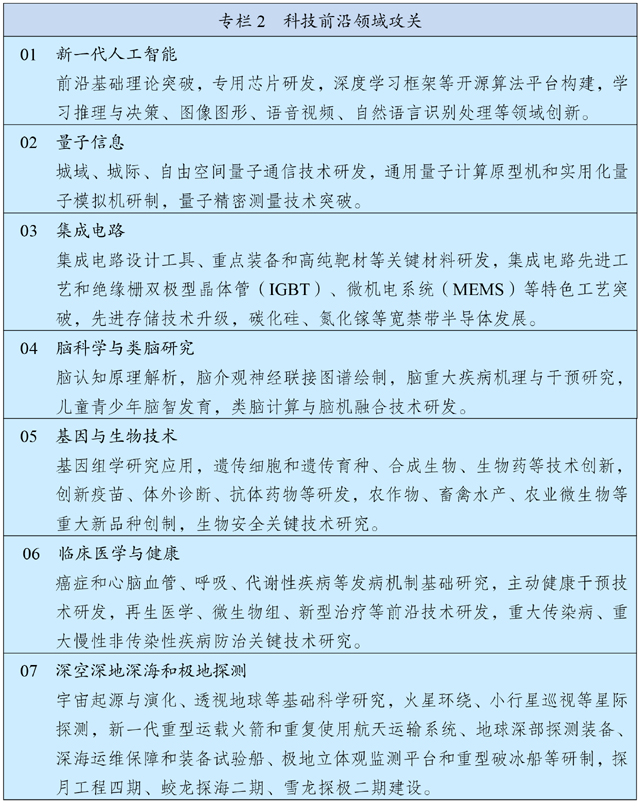 专栏 2 科技前沿领域攻关
01 新一代人工智能
前沿基础理论突破，专用芯片研发，深度学习框架等开源算法平台构建，学
习推理与决策、图像图形、语音视频、自然语言识别处理等领域创新。
02 量子信息
城域、城际、自由空间量子通信技术研发，通用量子计算原型机和实用化量
子模拟机研制，量子精密测量技术突破。
03 集成电路
集成电路设计工具、重点装备和高纯靶材等关键材料研发，集成电路先进工
艺和绝缘栅双极型晶体管（IGBT）、微机电系统（MEMS）等特色工艺突
破，先进存储技术升级，碳化硅、氮化镓等宽禁带半导体发展。
04 脑科学与类脑研究
脑认知原理解析，脑介观神经联接图谱绘制，脑重大疾病机理与干预研究，
儿童青少年脑智发育，类脑计算与脑机融合技术研发。
05 基因与生物技术
基因组学研究应用，遗传细胞和遗传育种、合成生物、生物药等技术创新，
创新疫苗、体外诊断、抗体药物等研发，农作物、畜禽水产、农业微生物等
重大新品种创制，生物安全关键技术研究。
06 临床医学与健康
癌症和心脑血管、呼吸、代谢性疾病等发病机制基础研究，主动健康干预技
术研发，再生医学、微生物组、新型治疗等前沿技术研发，重大传染病、重
大慢性非传染性疾病防治关键技术研究。
07 深空深地深海和极地探测
宇宙起源与演化、透视地球等基础科学研究，火星环绕、小行星巡视等星际
探测，新一代重型运载火箭和重复使用航天运输系统、地球深部探测装备、
深海运维保障和装备试验船、极地立体观监测平台和重型破冰船等研制，探
月工程四期、蛟龙探海二期、雪龙探极二期建设。